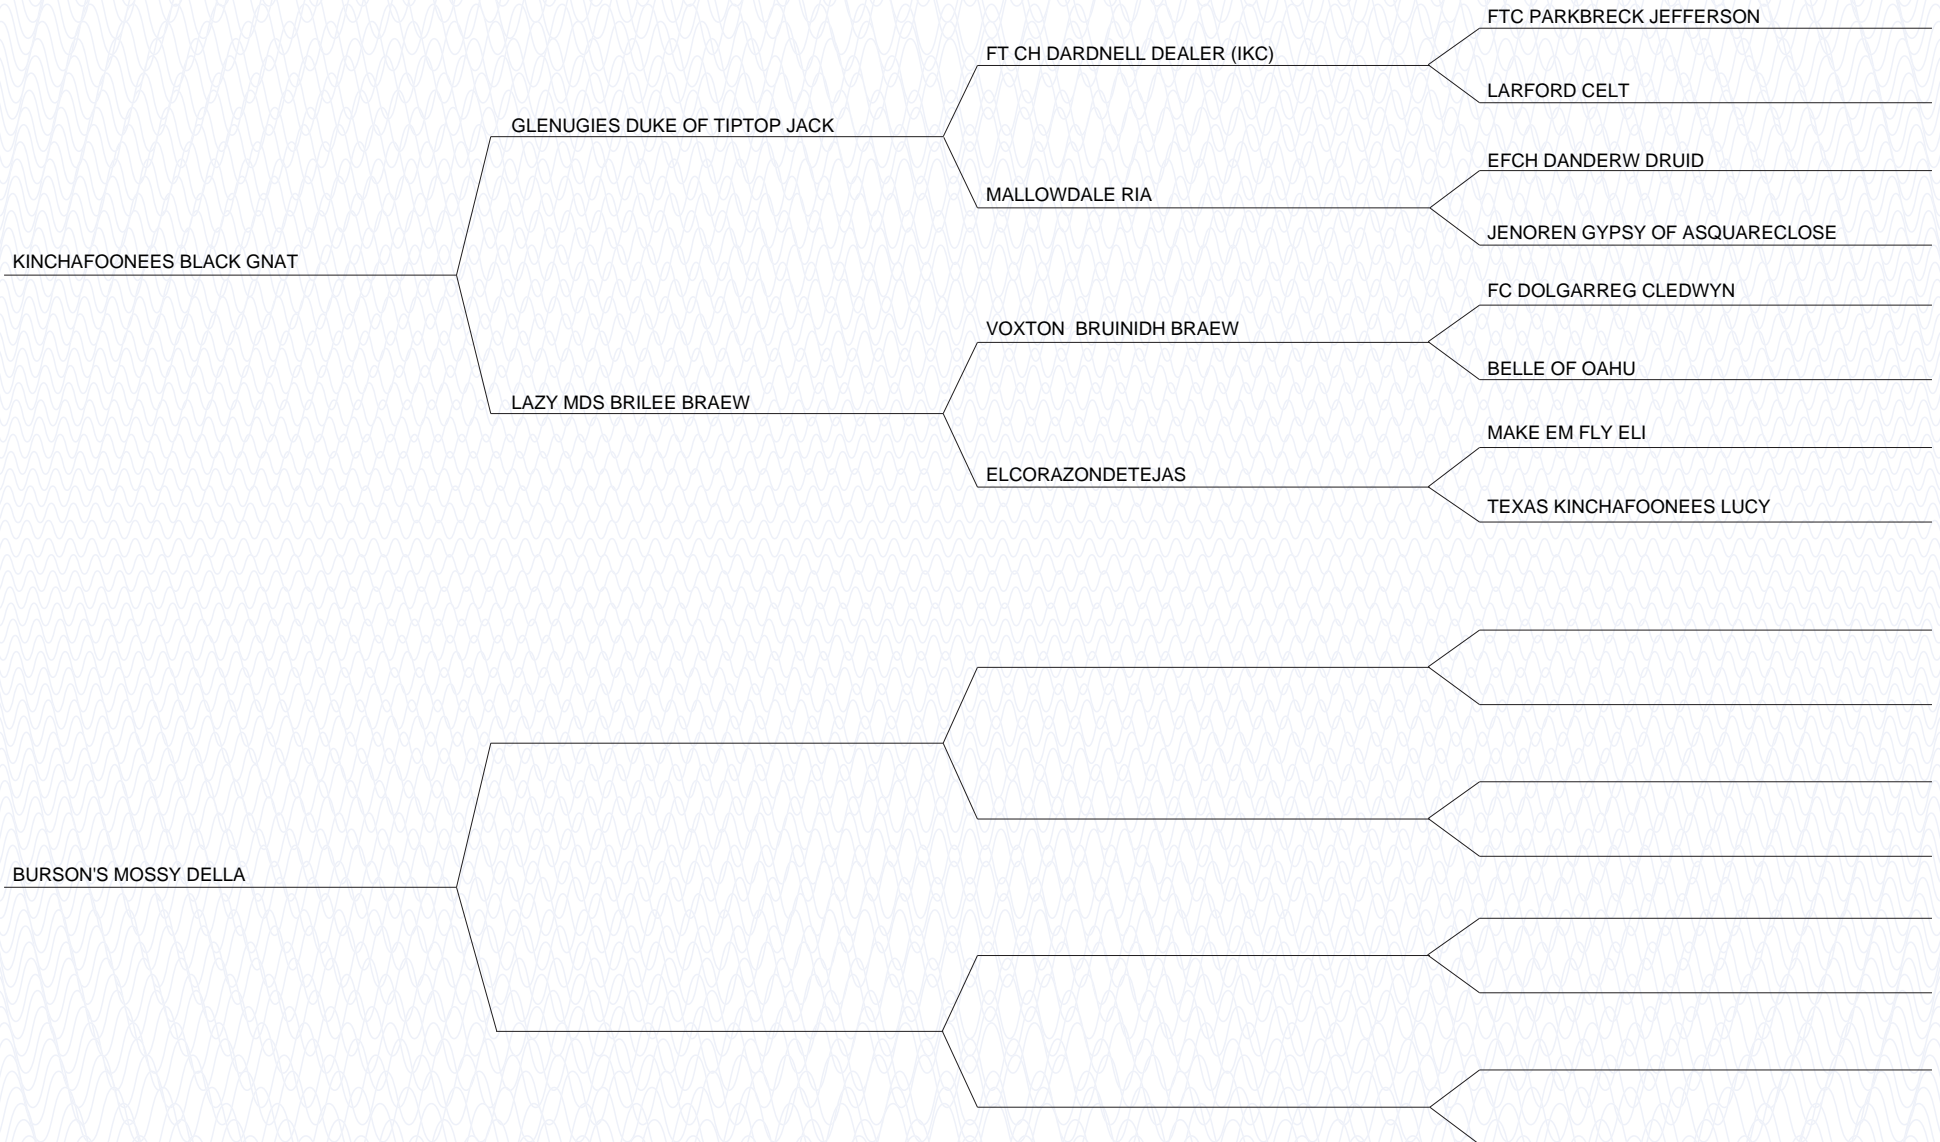 FTC PARKBRECK JEFFERSON
FT CH DARDNELL DEALER (IKC)
LARFORD CELT
GLENUGIES DUKE OF TIPTOP JACK
EFCH DANDERW DRUID
MALLOWDALE RIA
JENOREN GYPSY OF ASQUARECLOSE
KINCHAFOONEES BLACK GNAT
FC DOLGARREG CLEDWYN
VOXTON  BRUINIDH BRAEW
BELLE OF OAHU
LAZY MDS BRILEE BRAEW
MAKE EM FLY ELI
ELCORAZONDETEJAS
TEXAS KINCHAFOONEES LUCY
BURSON'S MOSSY DELLA